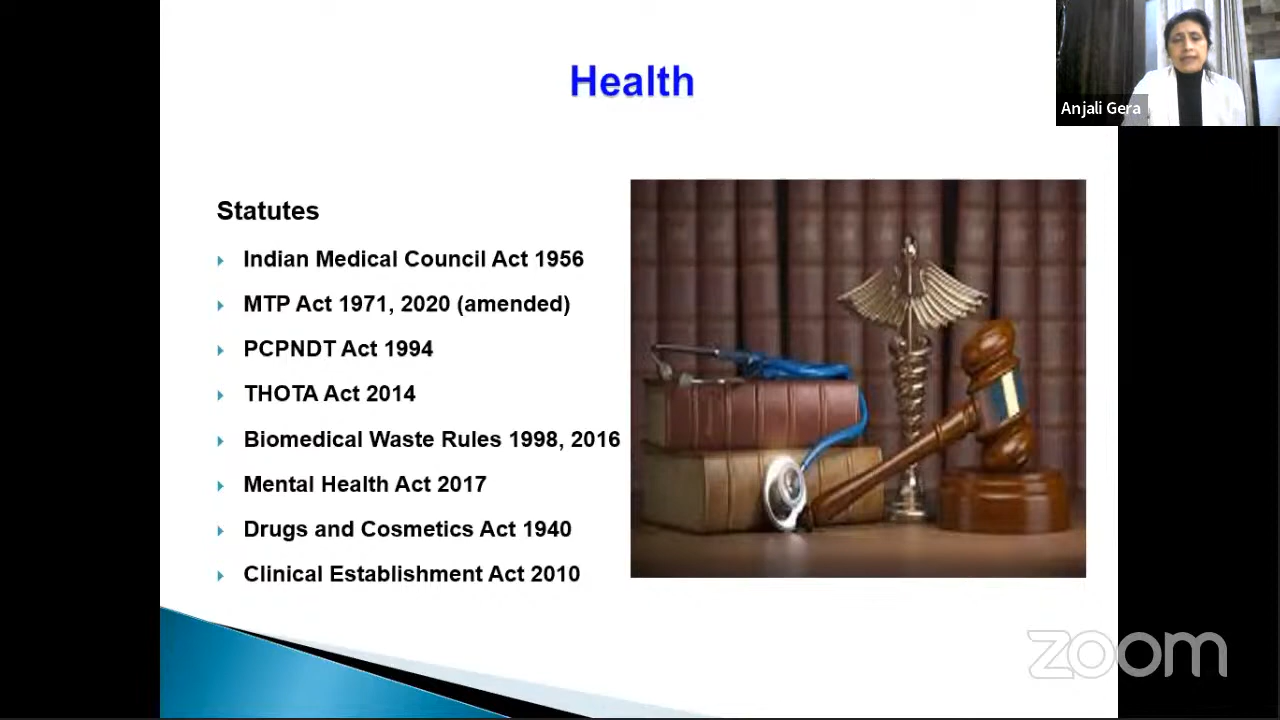 Health
Anjali Gera
Statutes
Indian Medical Council Act 1956
MTP Act 1971, 2020 (amended)
PCPNDT Act 1994
THOTA Act 2014
Biomedical Waste Rules 1998, 2016
Mental Health Act 2017
Drugs and Cosmetics Act 1940
Clinical Establishment Act 2010
zoom